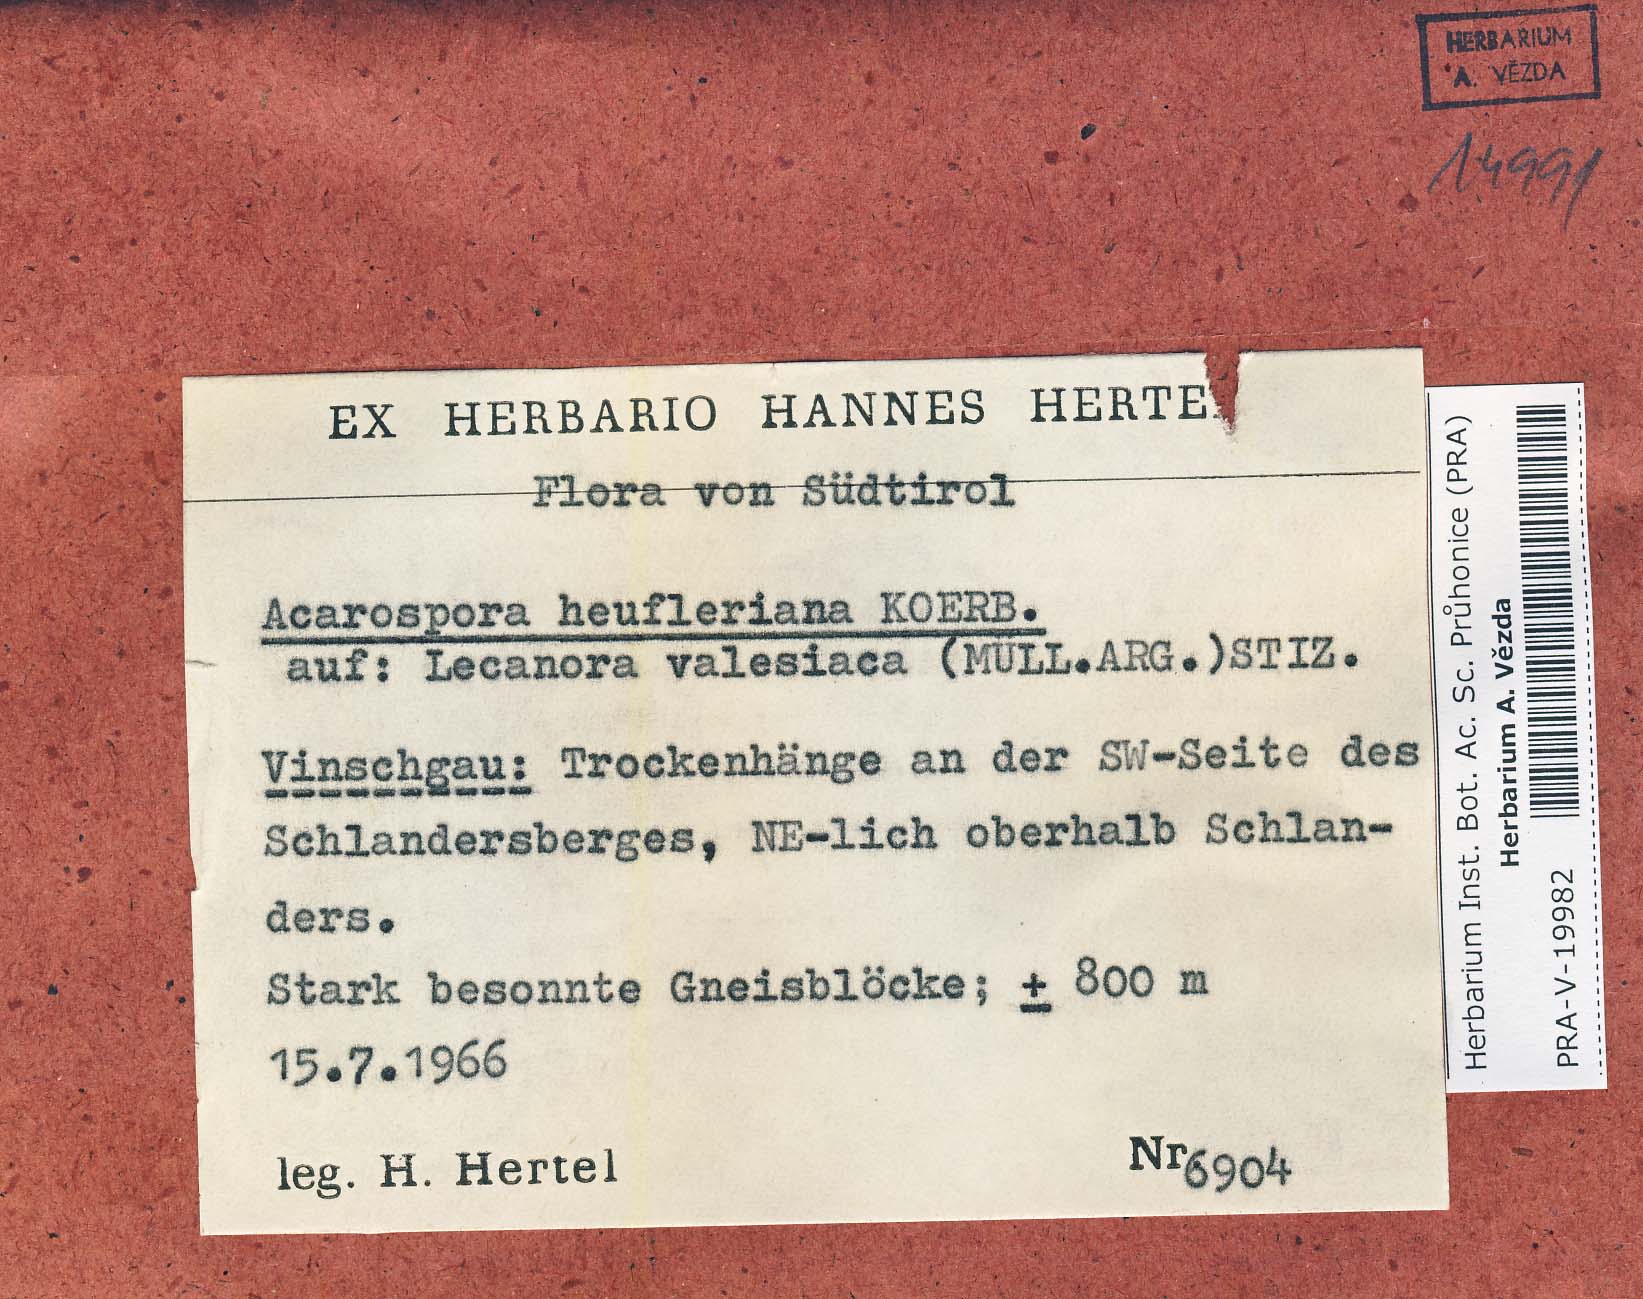 HERBARIUM
A. VĚZDA
14991
EX HERBARIO HANNES HERTE
Flora von Südtirol
Acarospora heufleriana KOERB.
auf: Lecanora valesiaca (MÜLL.ARG.)STIZ.
Vinschgau: Trockenhänge an der SW-Seite des
Schlandersberges, NE-lich oberhalb Schlan-
ders.
Stark besonnte Gneisblöcke; ± 800 m
15.7.1966
leg. H. Hertel
Nr 6904
Herbarium Inst. Bot. Ac. Sc. Průhonice (PRA)
Herbarium A. Vězda
PRA-V-19982